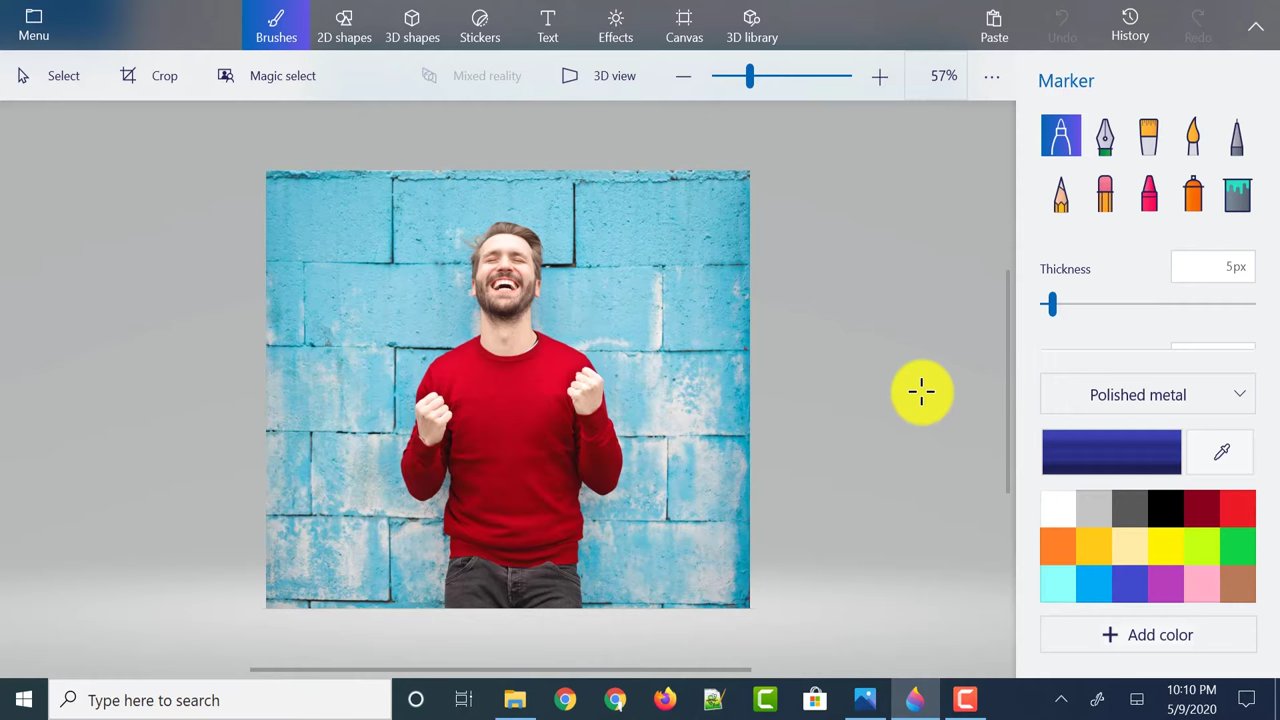 Menu
Brushes
2D shapes
3D shapes
Stickers
Text
Effects
Canvas
3D library
Paste
Undo
History
Redo
Select
Crop
Magic select
Mixed reality
3D view
57%
Marker
Thickness
5px
Polished metal
Add color
Type here to search
10:10 PM
5/9/2020